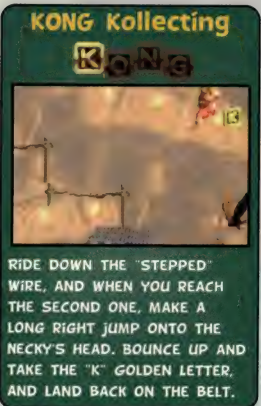 KONG Kollecting
KONG
K
RIDE DOWN THE "STEPPED"
WIRE, AND WHEN YOU REACH
THE SECOND ONE, MAKE A
LONG RIGHT JUMP ONTO THE
NECKY'S HEAD. BOUNCE UP AND
TAKE THE "K" GOLDEN LETTER,
AND LAND BACK ON THE BELT.